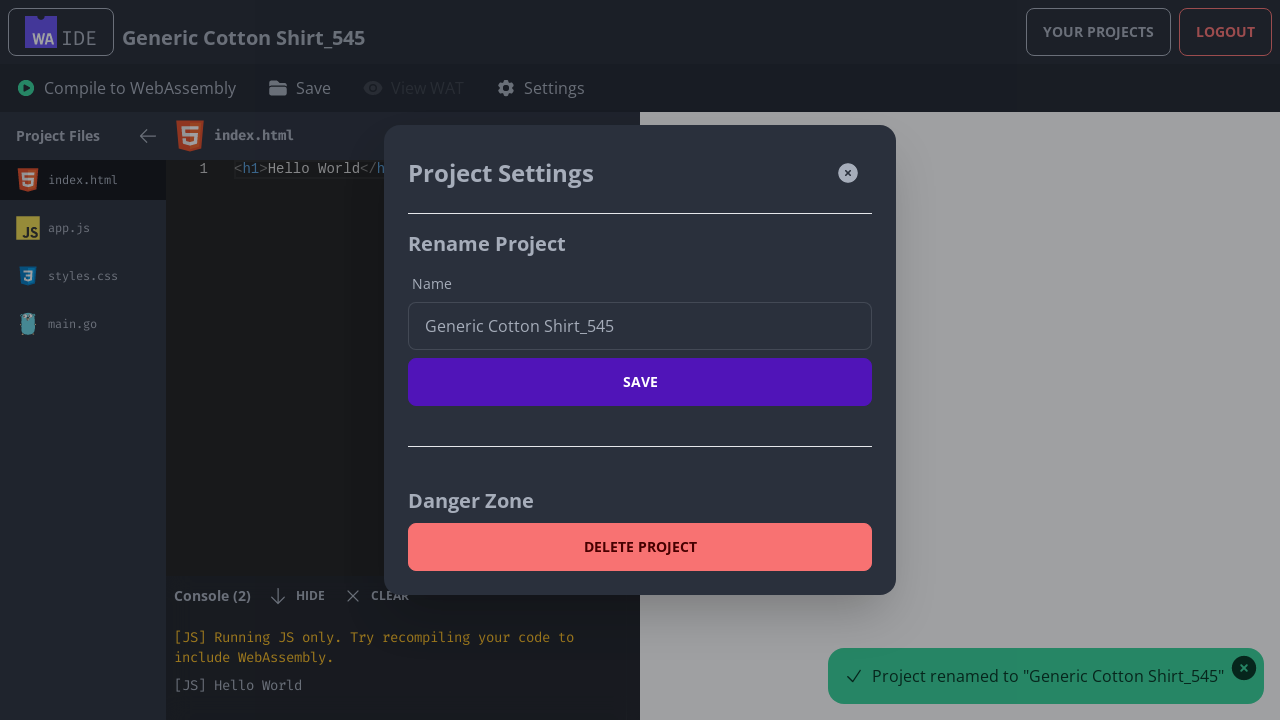 WA IDE
Generic Cotton Shirt_545
YOUR PROJECTS
LOGOUT
Compile to WebAssembly
Save
View WAT
Settings
Project Files
index.html
app.js
styles.css
main.go
index.html
1
<h1>Hello World</h
Project Settings
Rename Project
Name
Generic Cotton Shirt_545
SAVE
Danger Zone
DELETE PROJECT
Console (2)
HIDE
CLEAR
[JS] Running JS only. Try recompiling your code to
include WebAssembly.
[JS] Hello World
Project renamed to "Generic Cotton Shirt_545"